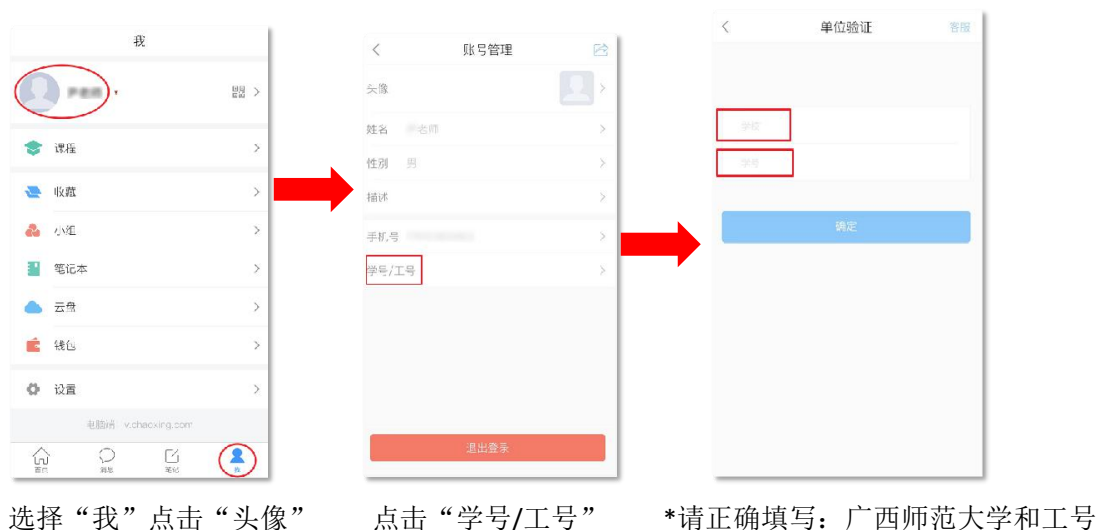 我
课程
收藏
小组
笔记本
云盘
钱包
设置
电脑端 v.chaoxing.com
首页
消息
笔记
我
账号管理
头像
姓名 老师
性别 男
描述
手机号
学号/工号
退出登录
单位验证 客服
学校
学号
确定
选择“我”点击“头像”
点击“学号/工号”
*请正确填写：广西师范大学和工号